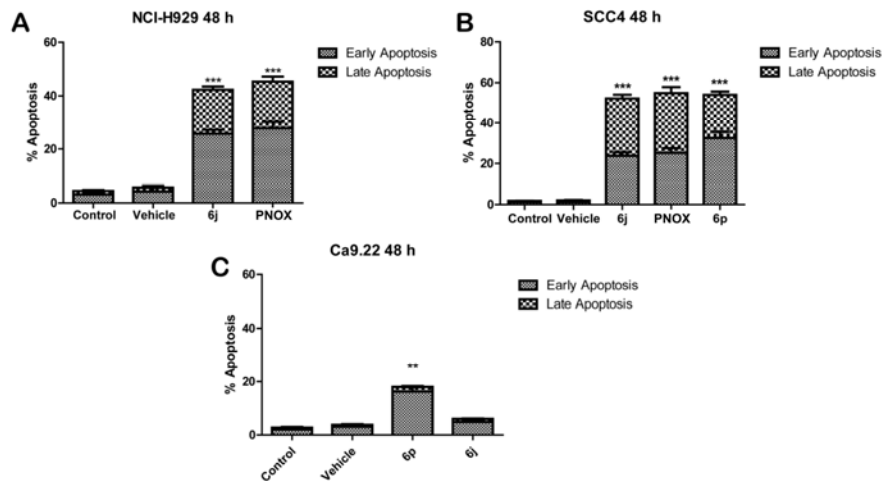 A
NCI-H929 48 h
% Apoptosis
60
40
20
0
***
***
Control
Vehicle
6j
PNOX
Early Apoptosis
Late Apoptosis
B
SCC4 48 h
% Apoptosis
80
60
40
20
0
***
***
***
Control
Vehicle
6j
PNOX
6p
Early Apoptosis
Late Apoptosis
C
Ca9.22 48 h
% Apoptosis
60
40
20
0
**
Control
Vehicle
6p
6j
Early Apoptosis
Late Apoptosis